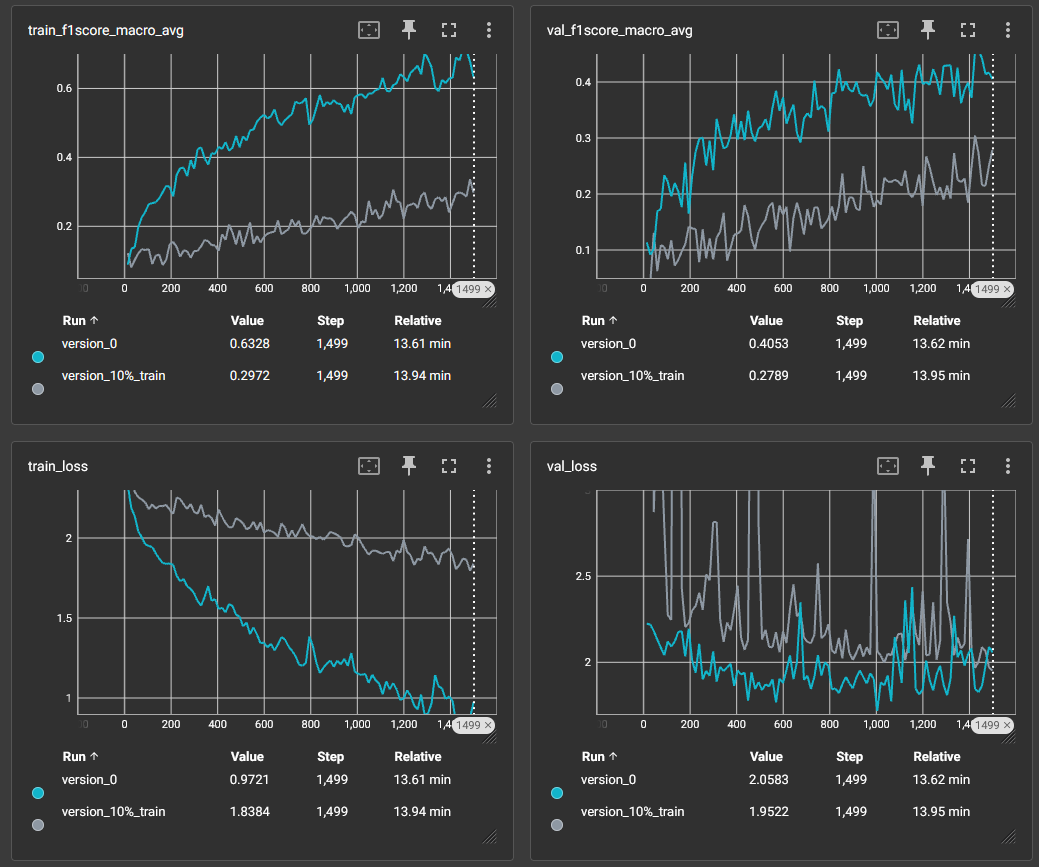 train_f1score_macro_avg
0.6
0.4
0.2
0 200 400 600 800 1,000 1,200 1,4
1499 ×
Run ↑ Value Step Relative
version_0 0.6328 1,499 13.61 min
version_10%_train 0.2972 1,499 13.94 min
val_f1score_macro_avg
0.4
0.3
0.2
0.1
0 200 400 600 800 1,000 1,200 1,4
1499 ×
Run ↑ Value Step Relative
version_0 0.4053 1,499 13.62 min
version_10%_train 0.2789 1,499 13.95 min
train_loss
2
1.5
1
0 200 400 600 800 1,000 1,200 1,4
1499 ×
Run ↑ Value Step Relative
version_0 0.9721 1,499 13.61 min
version_10%_train 1.8384 1,499 13.94 min
val_loss
2.5
2
0 200 400 600 800 1,000 1,200 1,4
1499 ×
Run ↑ Value Step Relative
version_0 2.0583 1,499 13.62 min
version_10%_train 1.9522 1,499 13.95 min